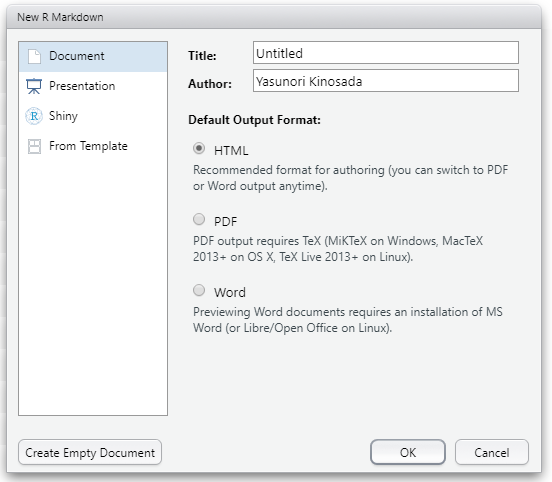 New R Markdown
Document
Presentation
Shiny
From Template
Title: Untitled
Author: Yasunori Kinosada
Default Output Format:
HTML
Recommended format for authoring (you can switch to PDF
or Word output anytime).
PDF
PDF output requires TeX (MiKTeX on Windows, MacTeX
2013+ on OS X, TeX Live 2013+ on Linux).
Word
Previewing Word documents requires an installation of MS
Word (or Libre/Open Office on Linux).
Create Empty Document
OK
Cancel